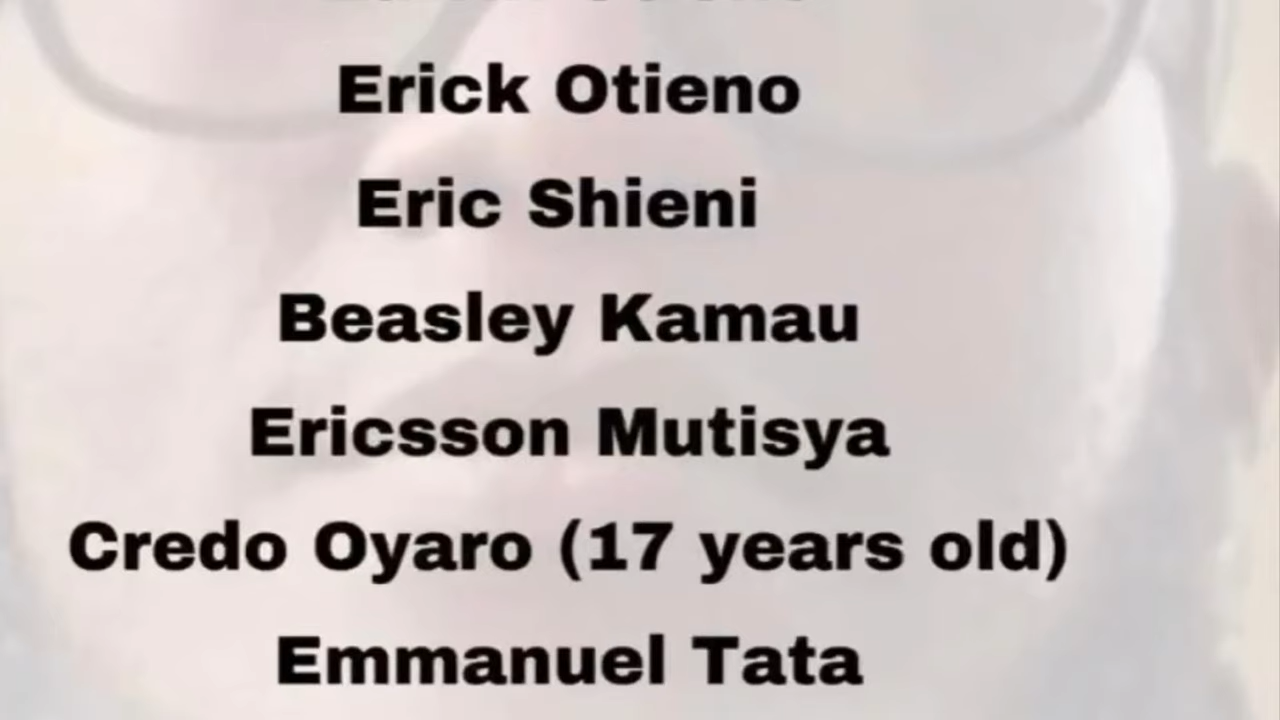 Erick Otieno
Eric Shieni
Beasley Kamau
Ericsson Mutisya
Credo Oyaro (17 years old)
Emmanuel Tata